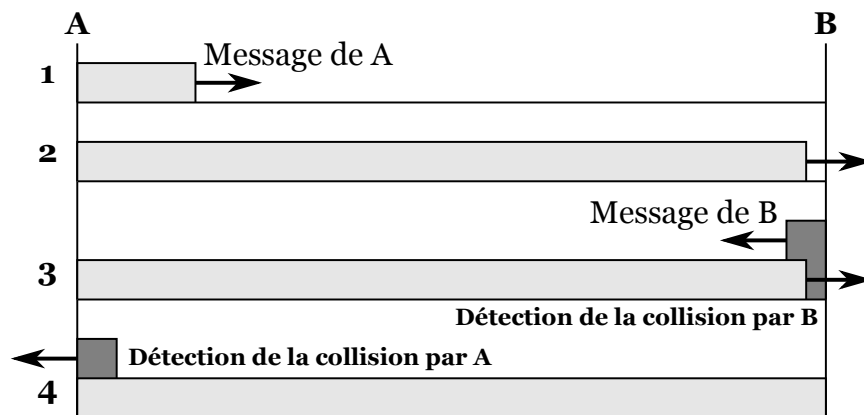 A
B
Message de A
1
2
Message de B
3
Détection de la collision par B
Détection de la collision par A
4